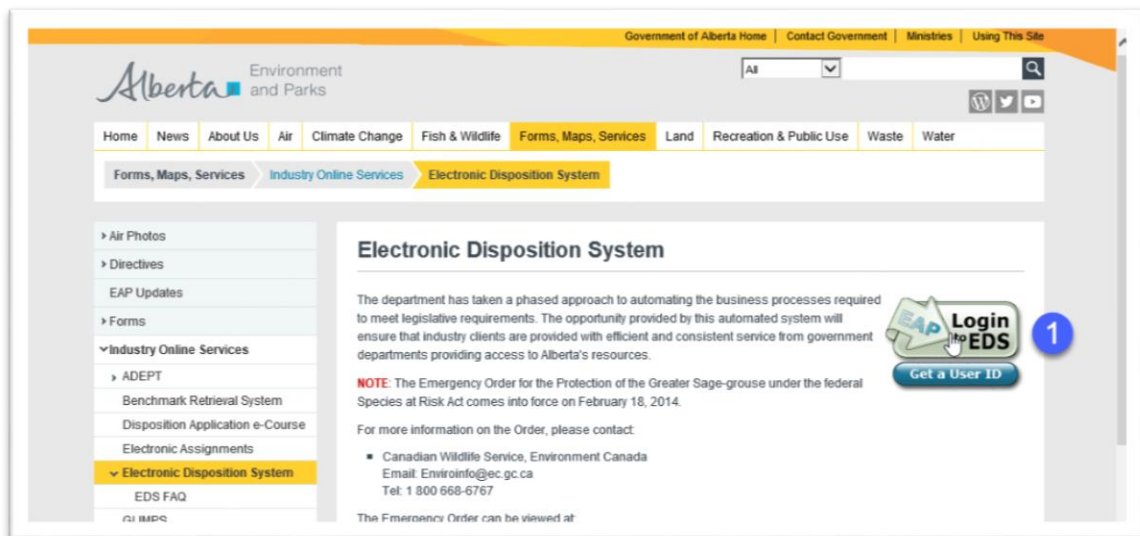 Government of Alberta Home | Contact Government | Ministries | Using This Site
Alberta Environment
and Parks
All
Home News About Us Air Climate Change Fish & Wildlife Forms, Maps, Services Land Recreation & Public Use Waste Water
Forms, Maps, Services Industry Online Services Electronic Disposition System
Air Photos
Directives
EAP Updates
Forms
Industry Online Services
ADEPT
Benchmark Retrieval System
Disposition Application e-Course
Electronic Assignments
Electronic Disposition System
EDS FAQ
GLIMPS
Electronic Disposition System
The department has taken a phased approach to automating the business processes required
to meet legislative requirements. The opportunity provided by this automated system will
ensure that industry clients are provided with efficient and consistent service from government
departments providing access to Alberta's resources.
NOTE: The Emergency Order for the Protection of the Greater Sage-grouse under the federal
Species at Risk Act comes into force on February 18, 2014.
For more information on the Order, please contact:
Canadian Wildlife Service, Environment Canada
Email: Enviroinfo@ec.gc.ca
Tel: 1 800 668-6767
The Emergency Order can be viewed at:
EAP Login
to EDS
Get a User ID
1